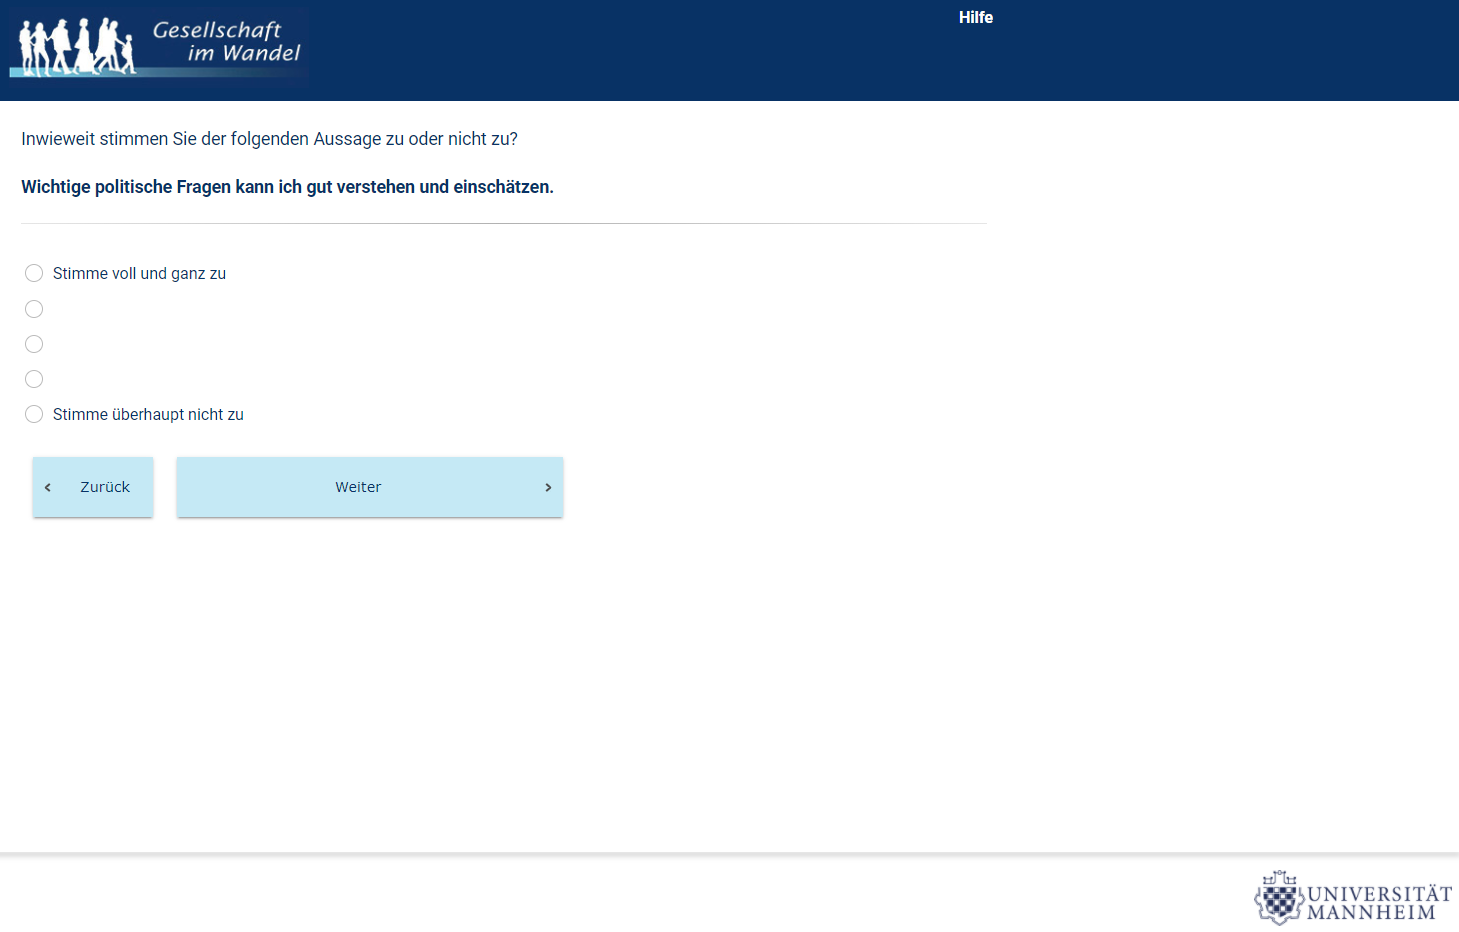 Gesellschaft
im Wandel
Hilfe
Inwieweit stimmen Sie der folgenden Aussage zu oder nicht zu?
Wichtige politische Fragen kann ich gut verstehen und einschätzen.
Stimme voll und ganz zu
Stimme überhaupt nicht zu
Zurück
Weiter
UNIVERSITÄT
MANNHEIM